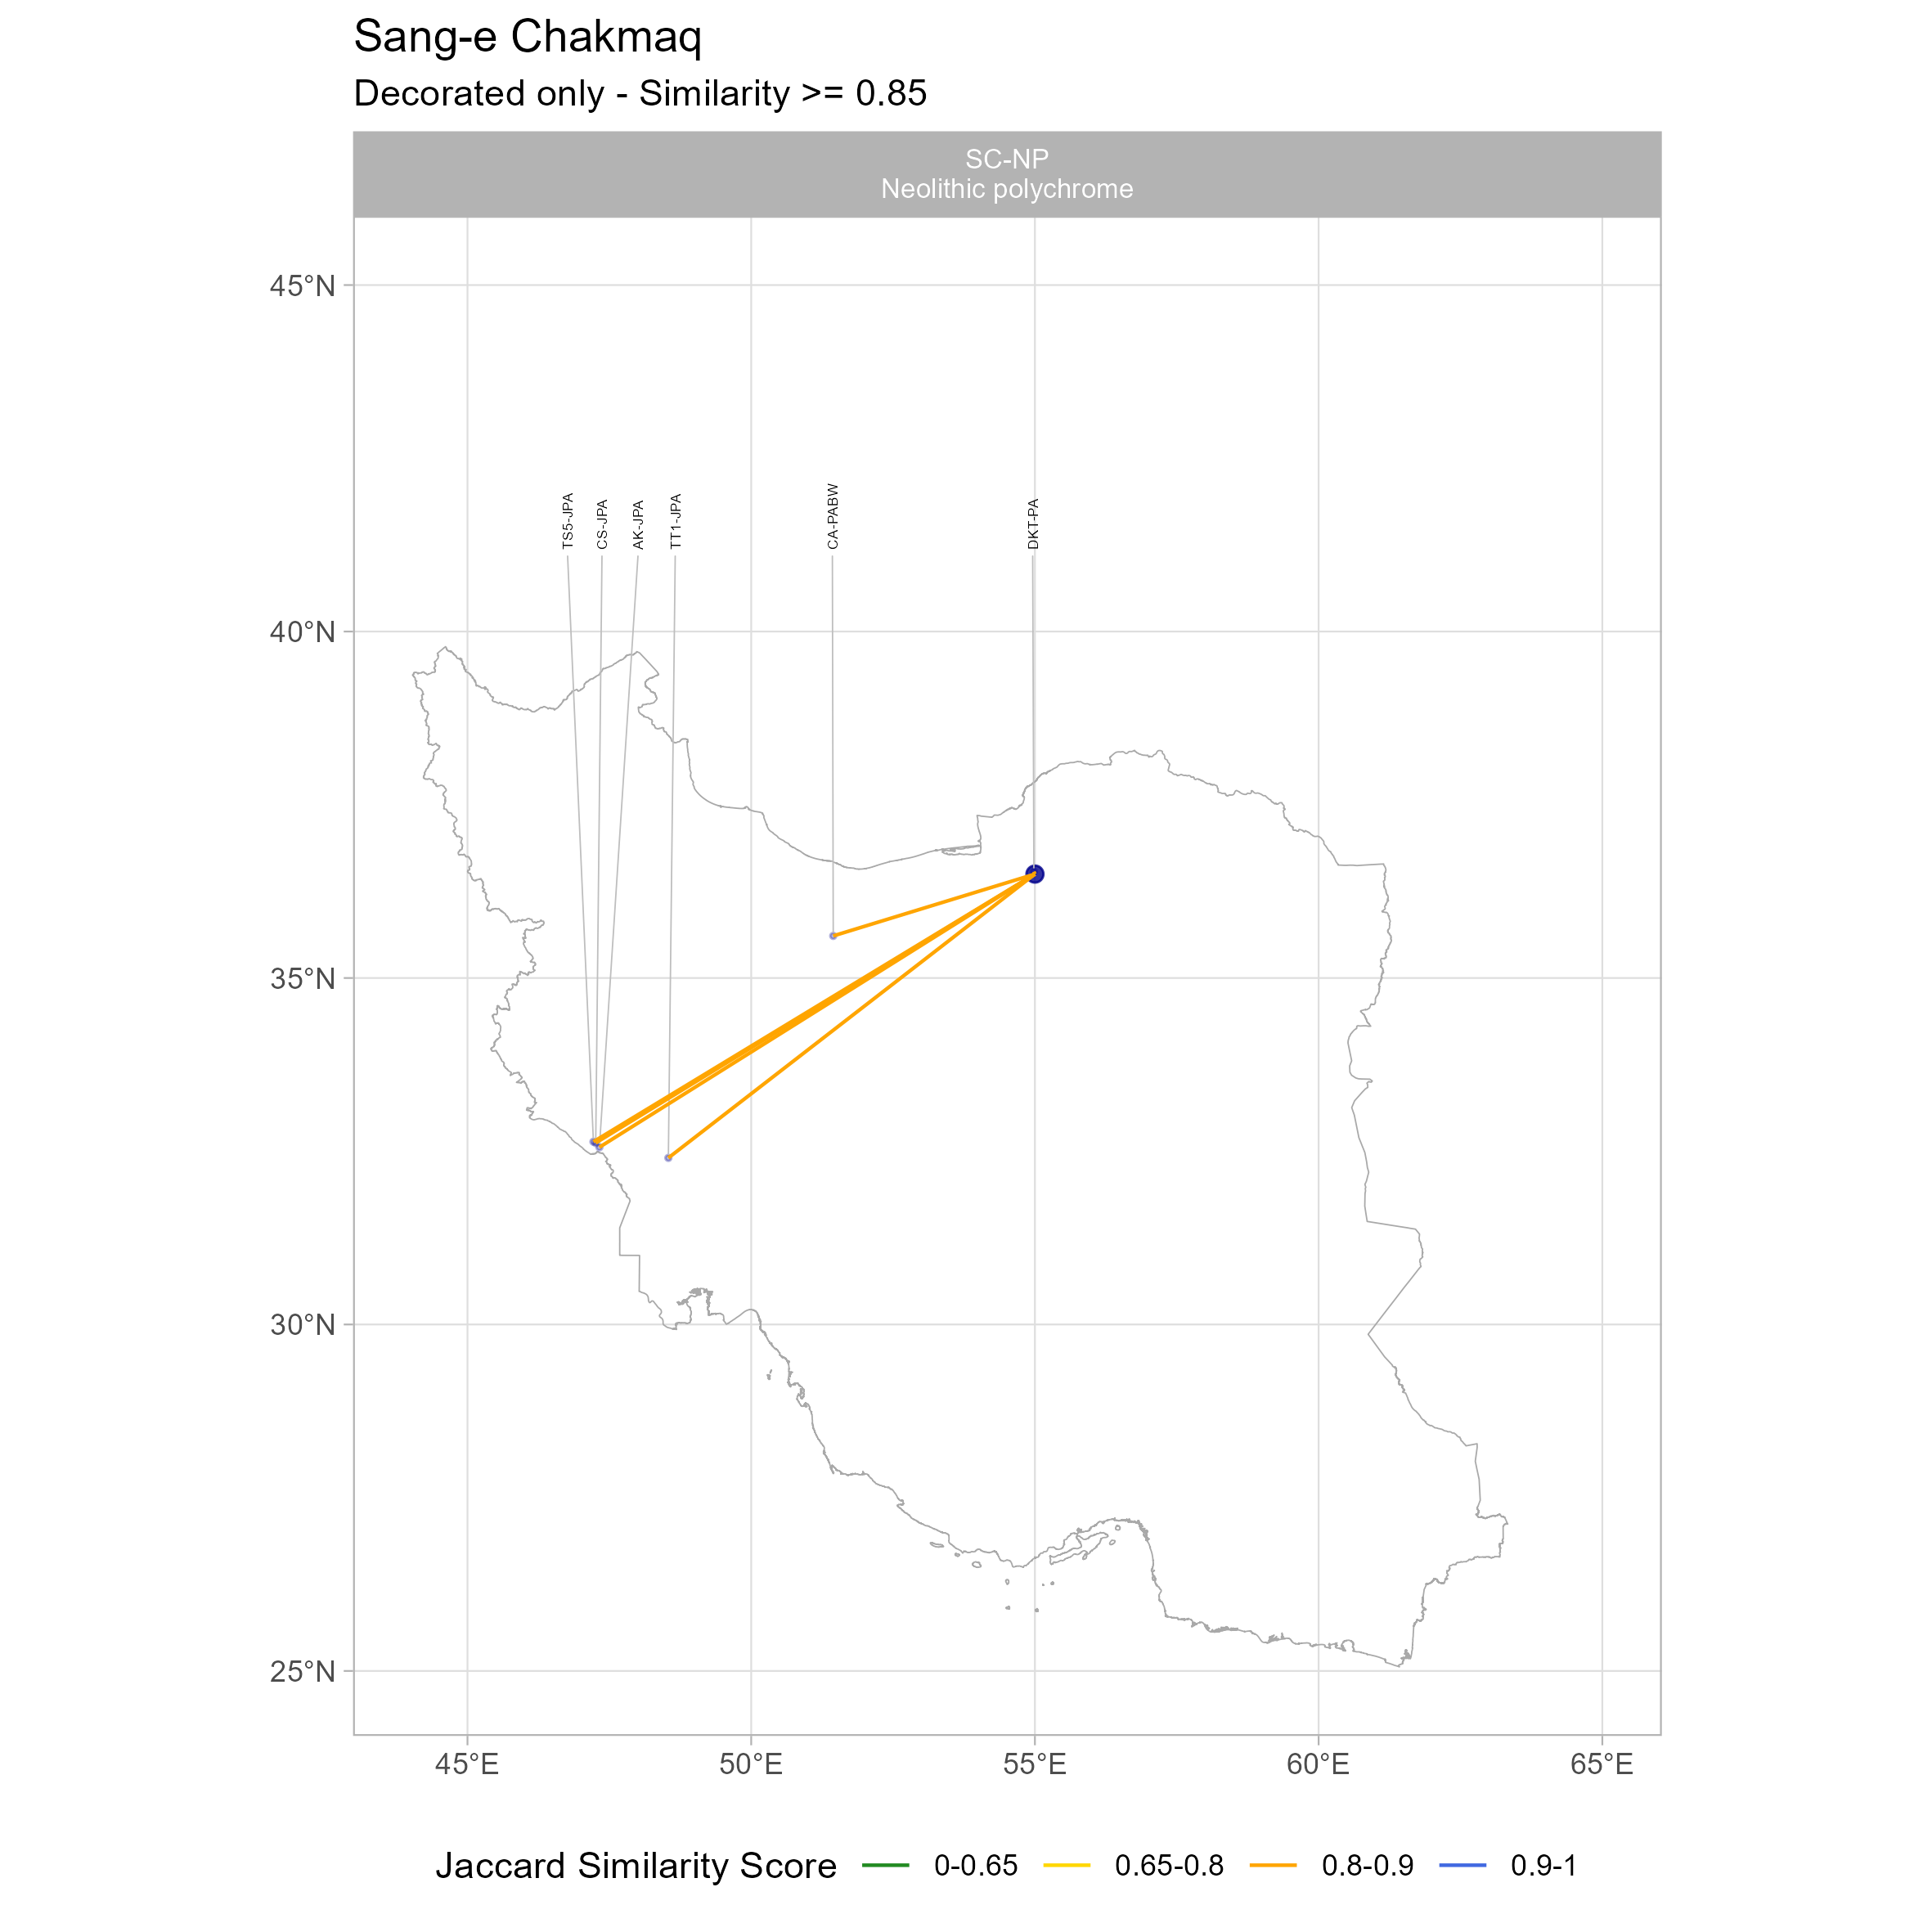 Sang-e Chakmaq
Decorated only - Similarity >= 0.85
SC-NP
Neolithic polychrome
45°N
TS5-JPA
CS-JPA
AK-JPA
TT1-JPA
CA-PABW
DKT-PA
40°N
35°N
30°N
25°N
45°E 50°E 55°E 60°E 65°E
Jaccard Similarity Score 0-0.65 0.65-0.8 0.8-0.9 0.9-1